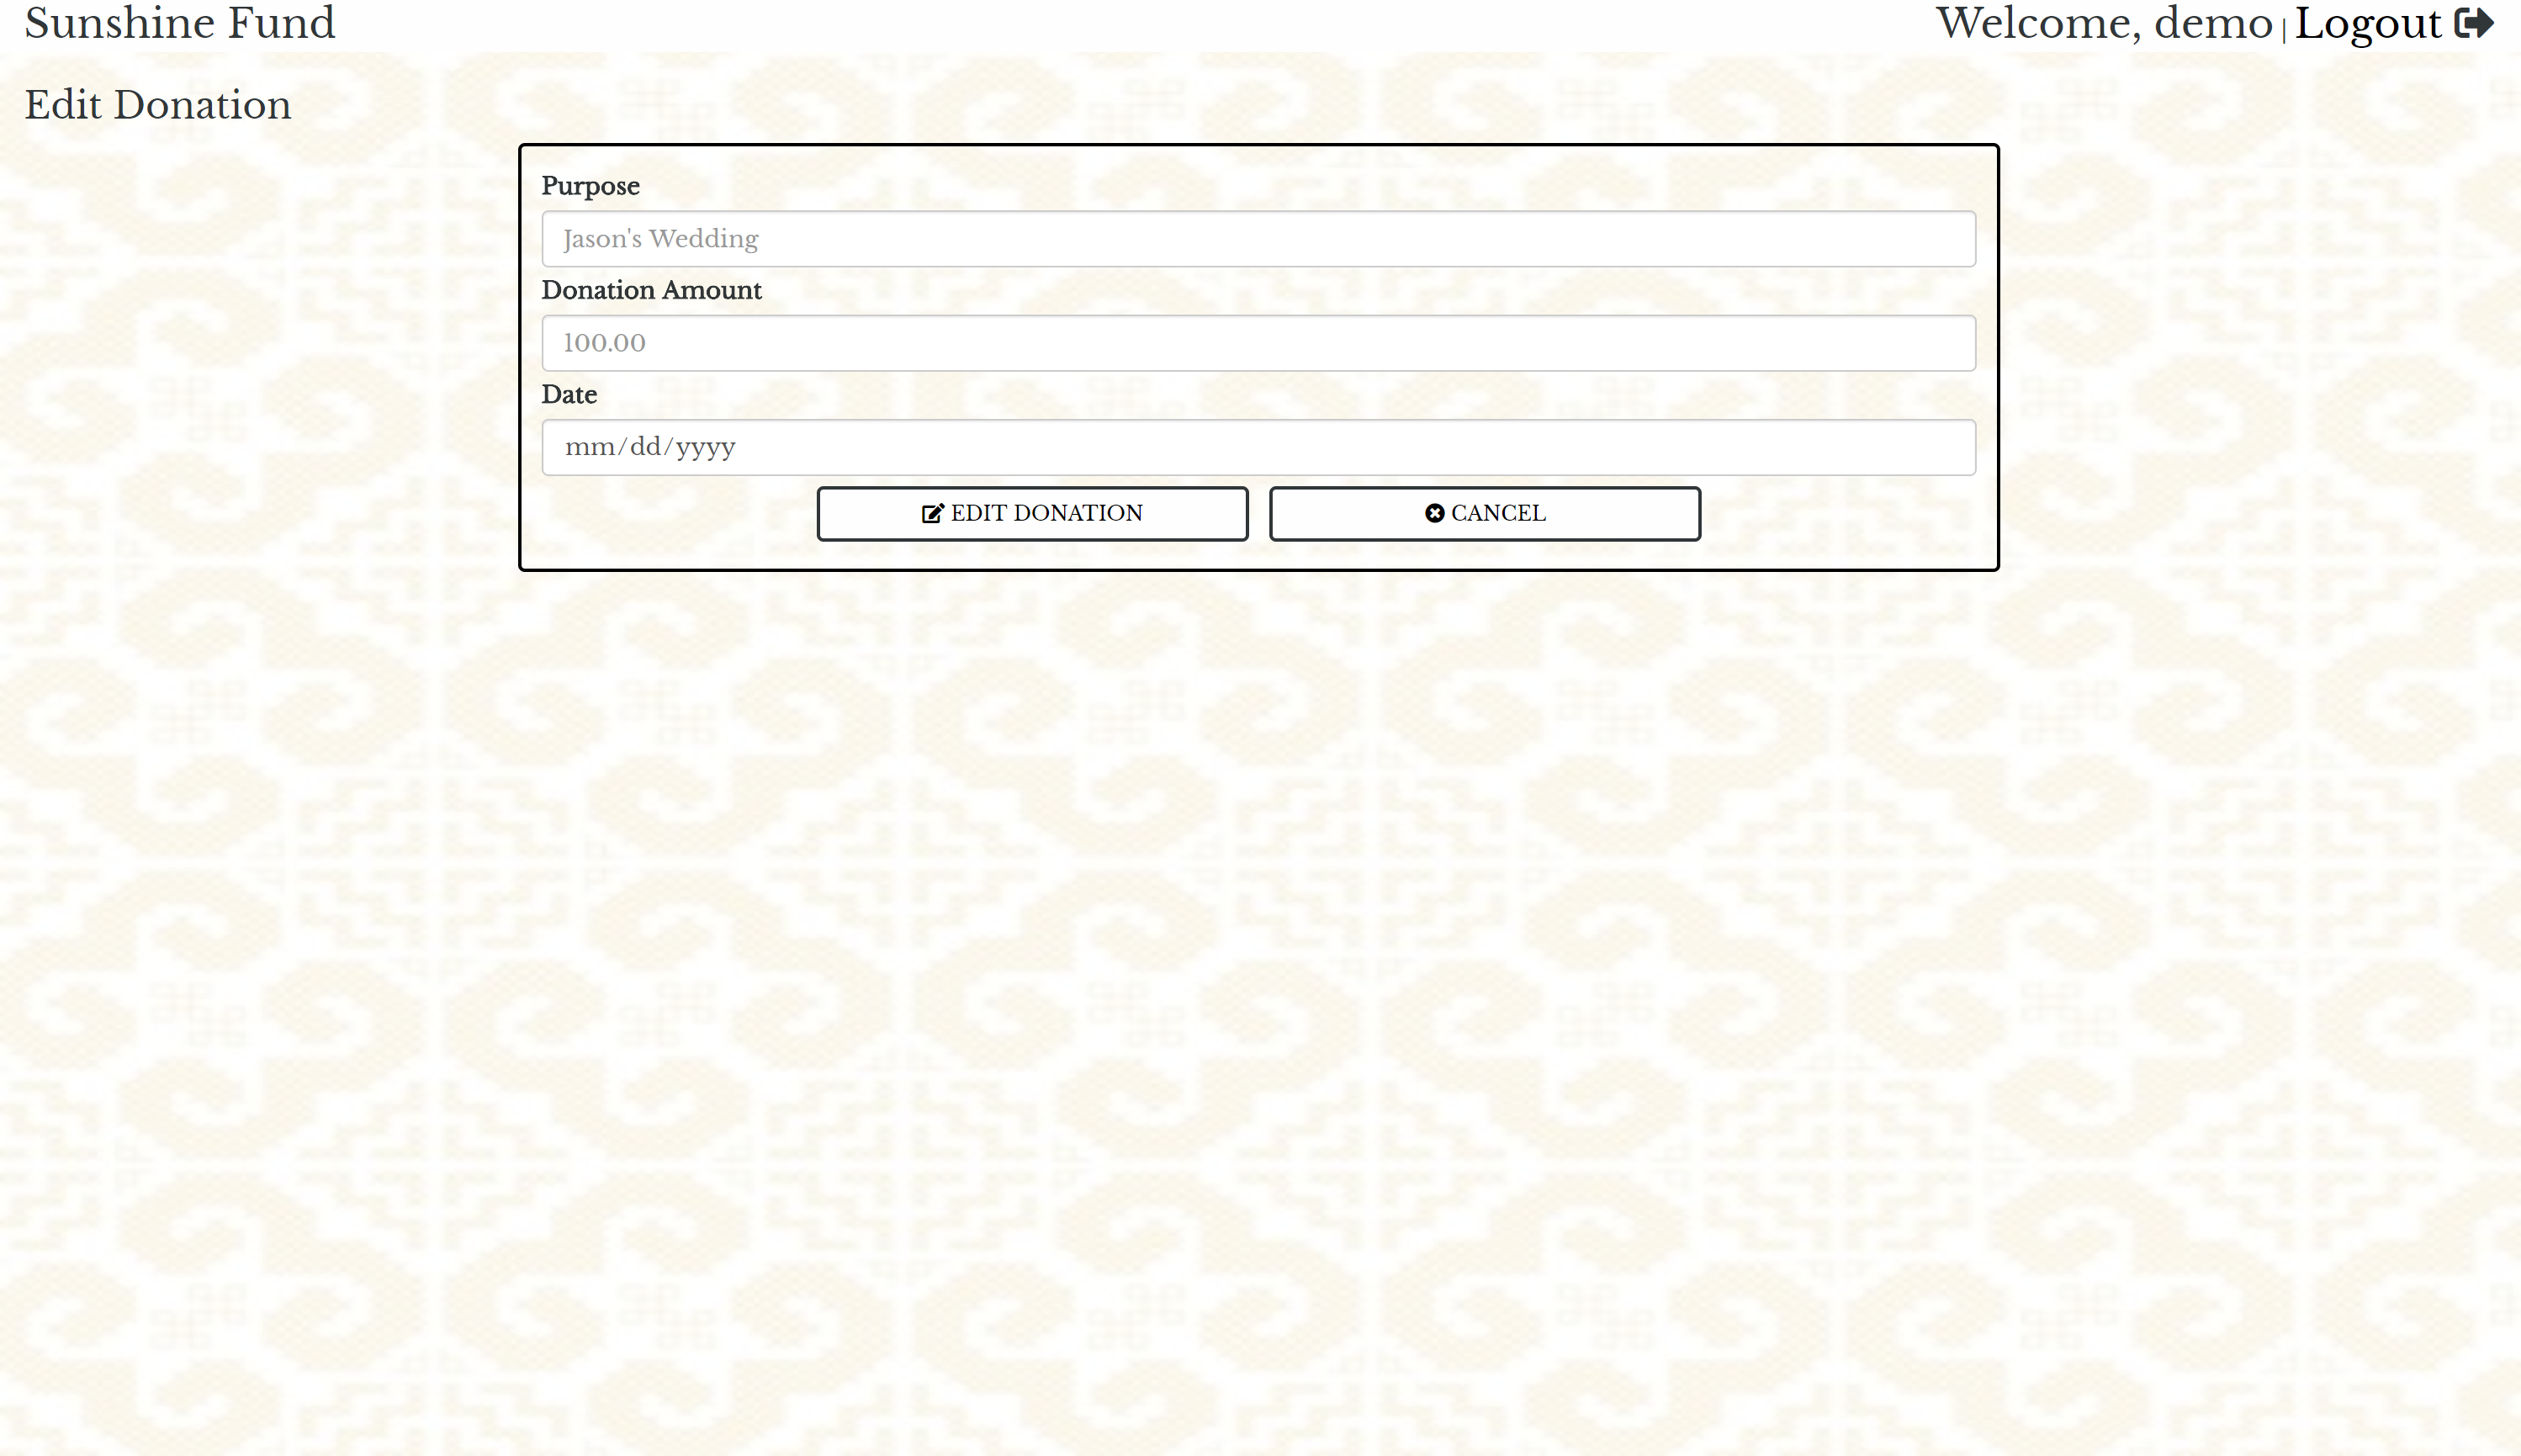 Sunshine Fund
Welcome, demo | Logout
Edit Donation
Purpose
Jason's Wedding
Donation Amount
100.00
Date
mm/dd/yyyy
EDIT DONATION
CANCEL